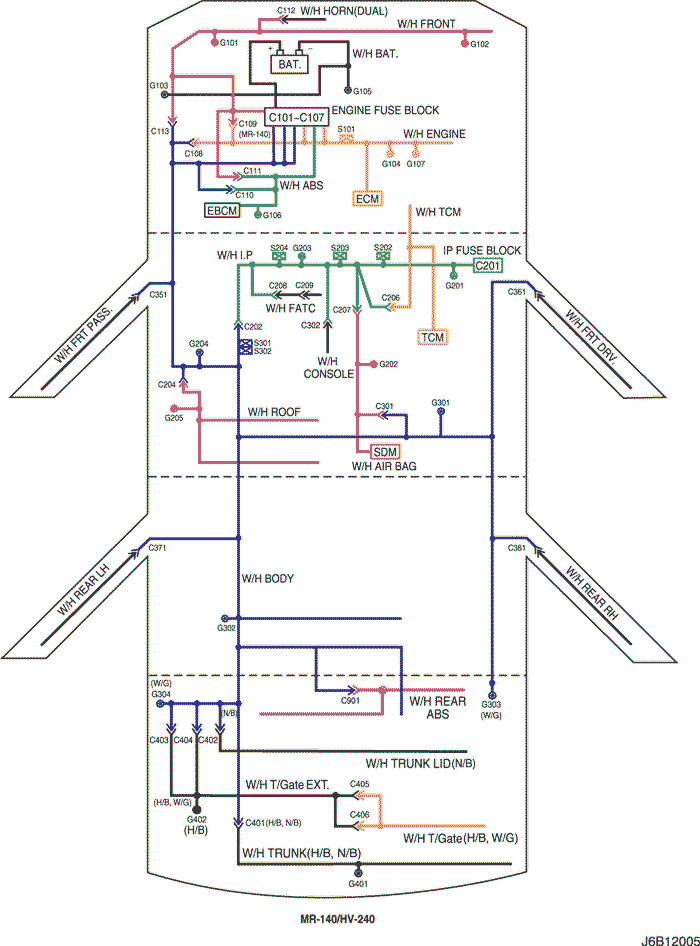 C112
W/H HORN(DUAL)
W/H FRONT
G101
G102
+
−
W/H BAT.
BAT.
G103
G105
ENGINE FUSE BLOCK
C101~C107
C113
C109
(MR-140)
S101
W/H ENGINE
C108
G104
G107
C111
W/H ABS
C110
ECM
EBCM
G106
W/H TCM
W/H I.P
S204
G203
S203
S202
IP FUSE BLOCK
C201
G201
C351
C208
C209
W/H FATC
C207
C206
C361
W/H FRT PASS.
C202
C302
TCM
W/H FRT DRV.
S301
S302
G204
W/H
CONSOLE
G202
C204
G205
W/H ROOF
C301
G301
SDM
W/H AIR BAG
C371
C381
W/H REAR LH
W/H BODY
W/H REAR RH
G302
(W/G)
G304
C901
W/H REAR
ABS
G303
(W/G)
(N/B)
C403
C404
C402
W/H TRUNK LID(N/B)
W/H T/Gate EXT.
C405
(H/B, W/G)
G402
(H/B)
C406
C401(H/B, N/B)
W/H T/Gate(H/B, W/G)
W/H TRUNK(H/B, N/B)
G401
MR-140/HV-240
J6B12005